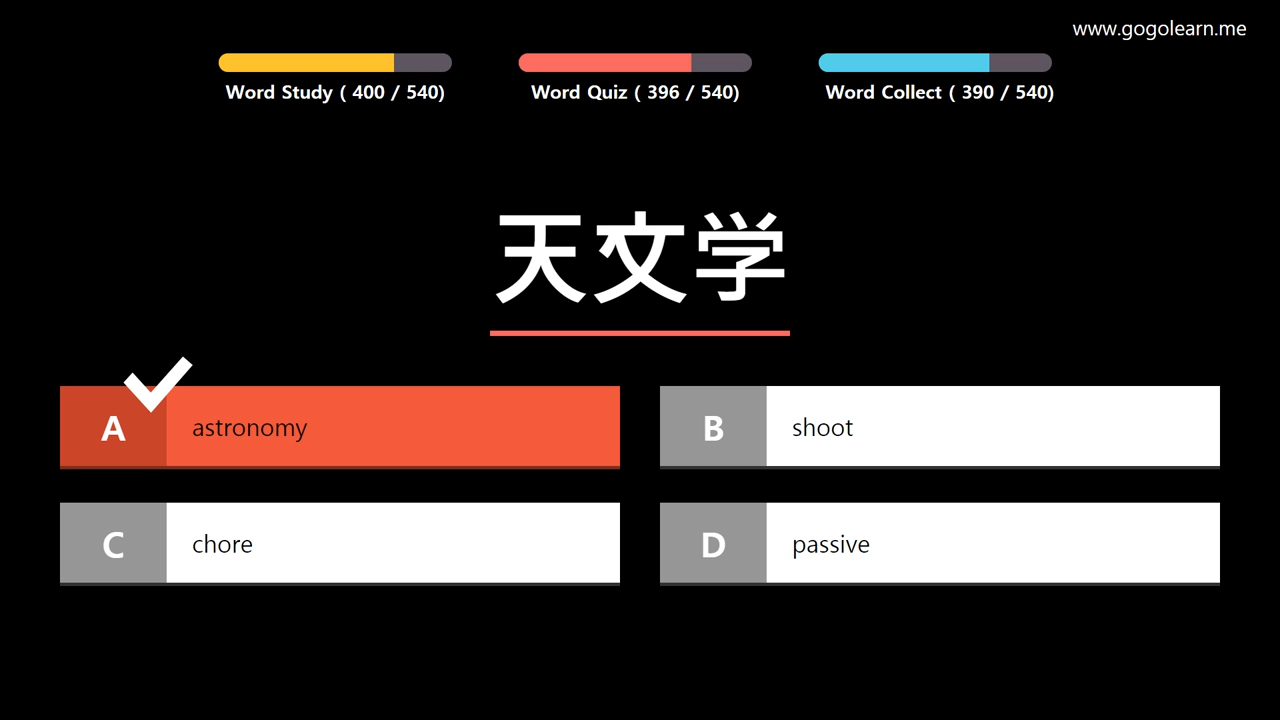 www.gogolearn.me
Word Study ( 400 / 540)
Word Quiz ( 396 / 540)
Word Collect ( 390 / 540)
天文学
A astronomy
B shoot
C chore
D passive